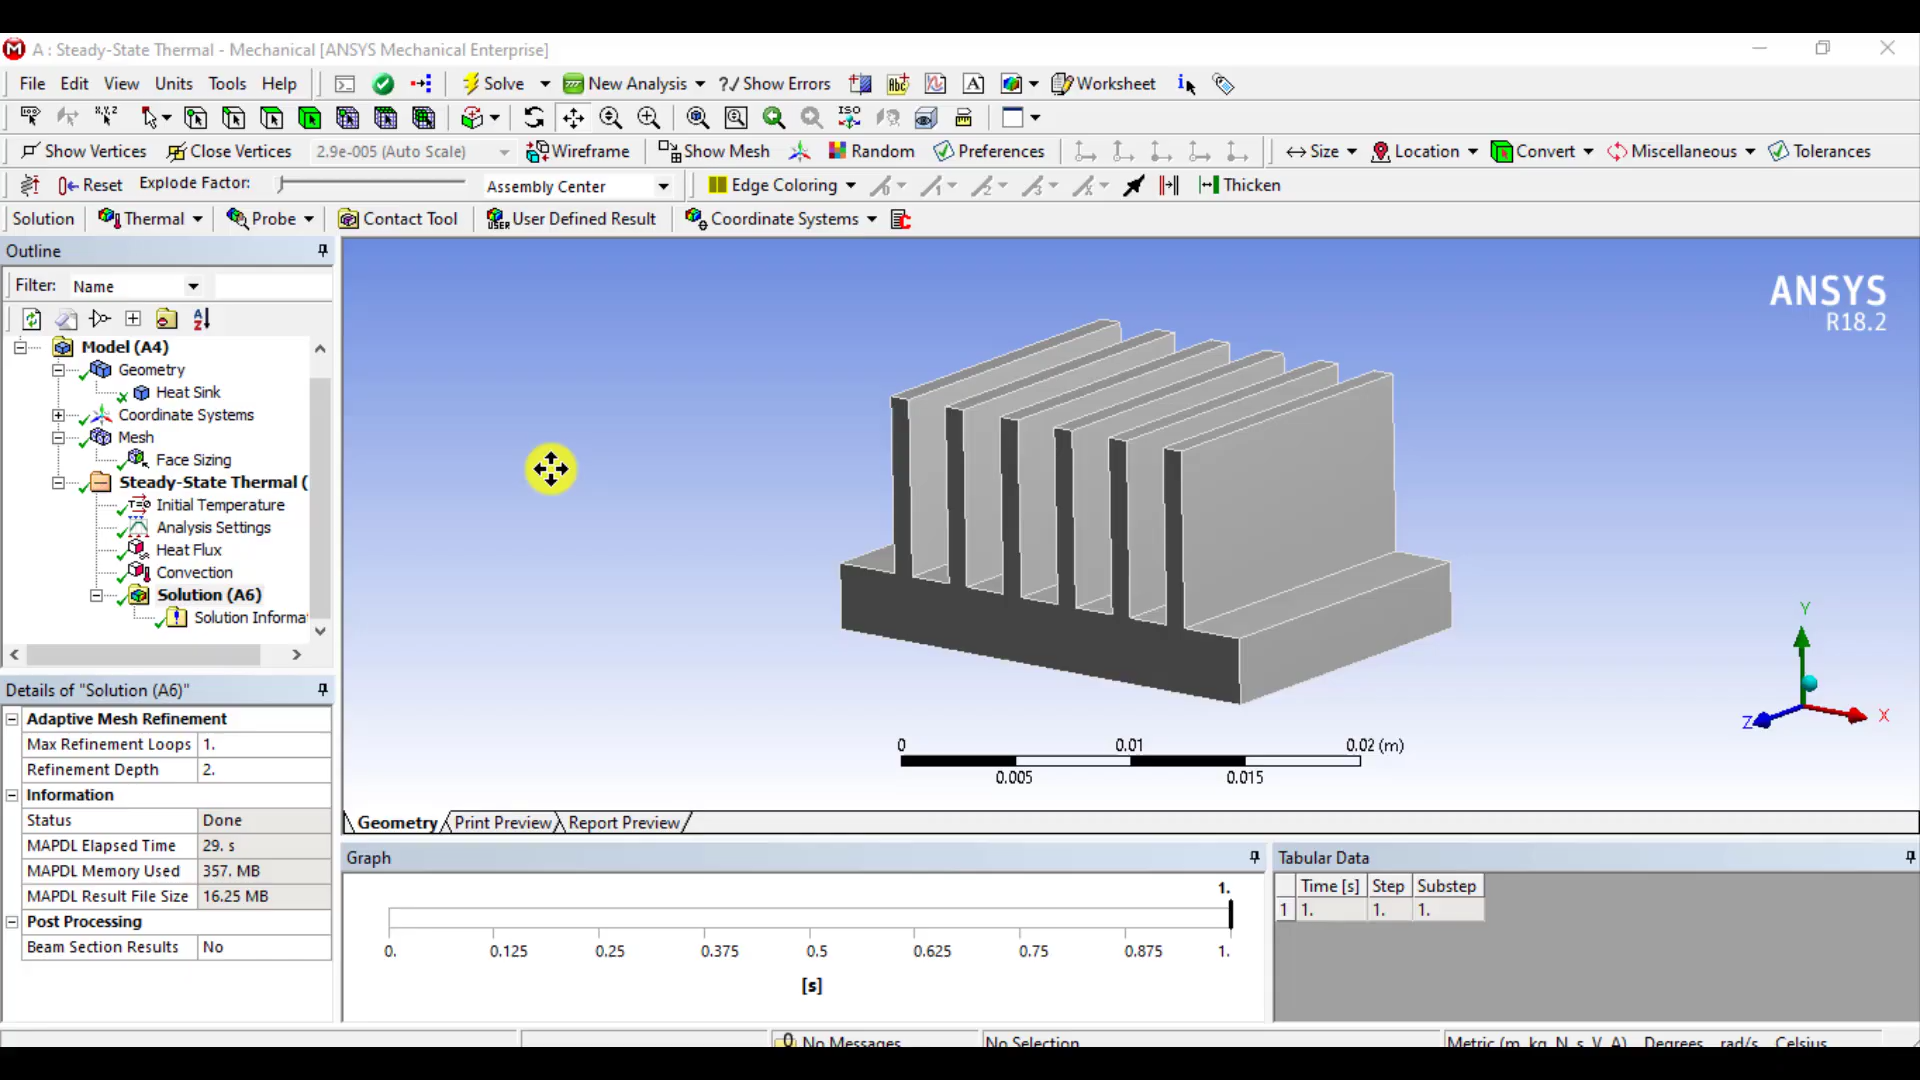 A : Steady-State Thermal - Mechanical [ANSYS Mechanical Enterprise]
File Edit View Units Tools Help Solve New Analysis ?/ Show Errors Worksheet
Show Vertices Close Vertices 2.9e-005 (Auto Scale) Wireframe Show Mesh Random Preferences Size Location Convert Miscellaneous Tolerances
Reset Explode Factor: Assembly Center Edge Coloring Thicken
Solution Thermal Probe Contact Tool User Defined Result Coordinate Systems
Outline
Filter: Name
Model (A4)
Geometry
Heat Sink
Coordinate Systems
Mesh
Face Sizing
Steady-State Thermal (
Initial Temperature
Analysis Settings
Heat Flux
Convection
Solution (A6)
Solution Informa
Details of "Solution (A6)"
Adaptive Mesh Refinement
Max Refinement Loops 1.
Refinement Depth 2.
Information
Status Done
MAPDL Elapsed Time 29. s
MAPDL Memory Used 357. MB
MAPDL Result File Size 16.25 MB
Post Processing
Beam Section Results No
ANSYS
R18.2
Y
Z X
0 0.01 0.02 (m)
0.005 0.015
Geometry Print Preview Report Preview
Graph
1.
0. 0.125 0.25 0.375 0.5 0.625 0.75 0.875 1.
[s]
Tabular Data
Time [s] Step Substep
1 1. 1. 1.
No Messages No Selection Metric (m, kg, N, s, V, A) Degrees rad/s Celsius